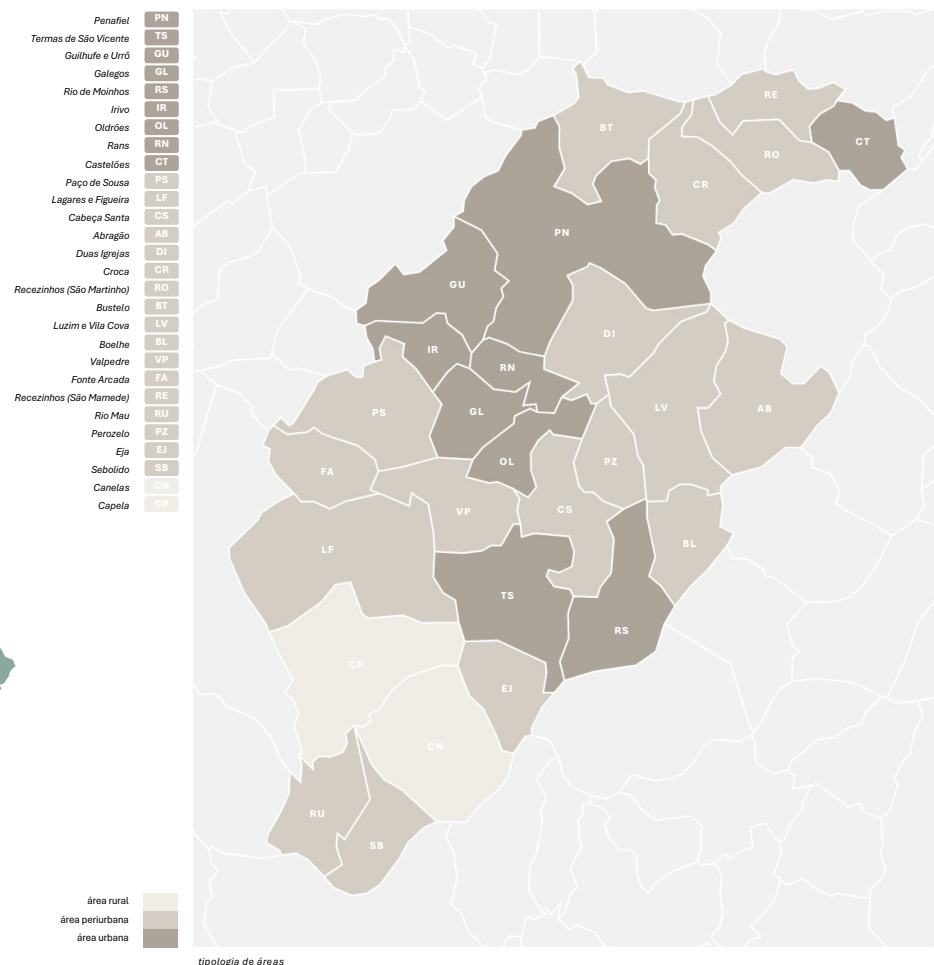 Penafiel PN
Termas de São Vicente TS
Guilhufe e Urrô GU
Galegos GL
Rio de Moinhos RS
Irivo IR
Oldrões OL
Rans RN
Castelões CT
Paço de Sousa PS
Lagares e Figueira LF
Cabeça Santa CS
Abragão AB
Duas Igrejas DI
Croca CR
Recezinhos (São Martinho) RO
Bustelo BT
Luzim e Vila Cova LV
Boelhe BL
Valpedre VP
Fonte Arcada FA
Recezinhos (São Mamede) RE
Rio Mau RU
Perozelo PZ
Eja EJ
Sebolido SB
Canelas CN
Capela CP
RE
BT
CT
RO
CR
PN
GU
DI
IR
RN
LV
AB
PS
GL
OL
PZ
FA
CS
VP
BL
LF
TS
RS
CP
EJ
CN
RU
SB
área rural
área periurbana
área urbana
tipologia de áreas